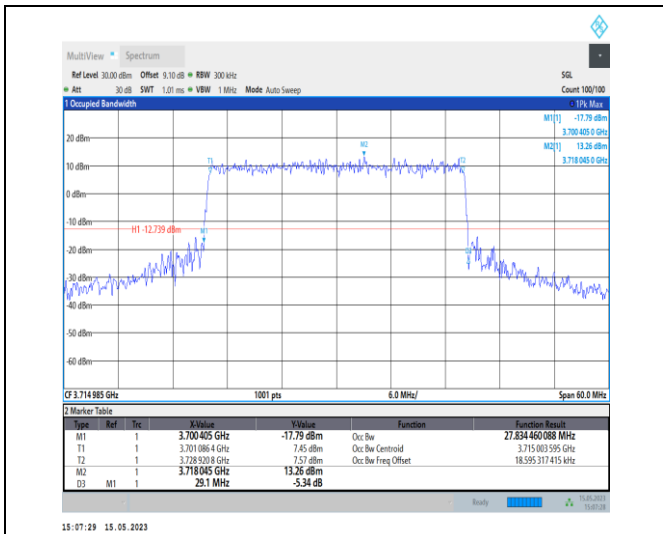 MultiView Spectrum
Ref Level 30.00 dBm Offset 9.10 dB RBW 300 kHz SGL
Att 30 dB SWT 1.01 ms VBW 1 MHz Mode Auto Sweep Count 100/100
1 Occupied Bandwidth 1Pk Max
M1[1] -17.79 dBm
3.700 405 0 GHz
M2[1] 13.26 dBm
3.718 045 0 GHz
20 dBm
M2
T1 T2
10 dBm
0 dBm
-10 dBm
H1 -12.739 dBm
M1
-20 dBm
-30 dBm
-40 dBm
-50 dBm
-60 dBm
CF 3.714 985 GHz 1001 pts 6.0 MHz/ Span 60.0 MHz
2 Marker Table
Type Ref Trc X-Value Y-Value Function Function Result
M1 1 3.700 405 GHz -17.79 dBm Occ Bw 27.834 460 088 MHz
T1 1 3.701 086 4 GHz 7.45 dBm Occ Bw Centroid 3.715 003 595 GHz
T2 1 3.728 920 8 GHz 7.57 dBm Occ Bw Freq Offset 18.595 317 415 kHz
M2 1 3.718 045 GHz 13.26 dBm
D3 M1 1 29.1 MHz -5.34 dB
Ready 15.05.2023
15:07:28
15:07:29 15.05.2023